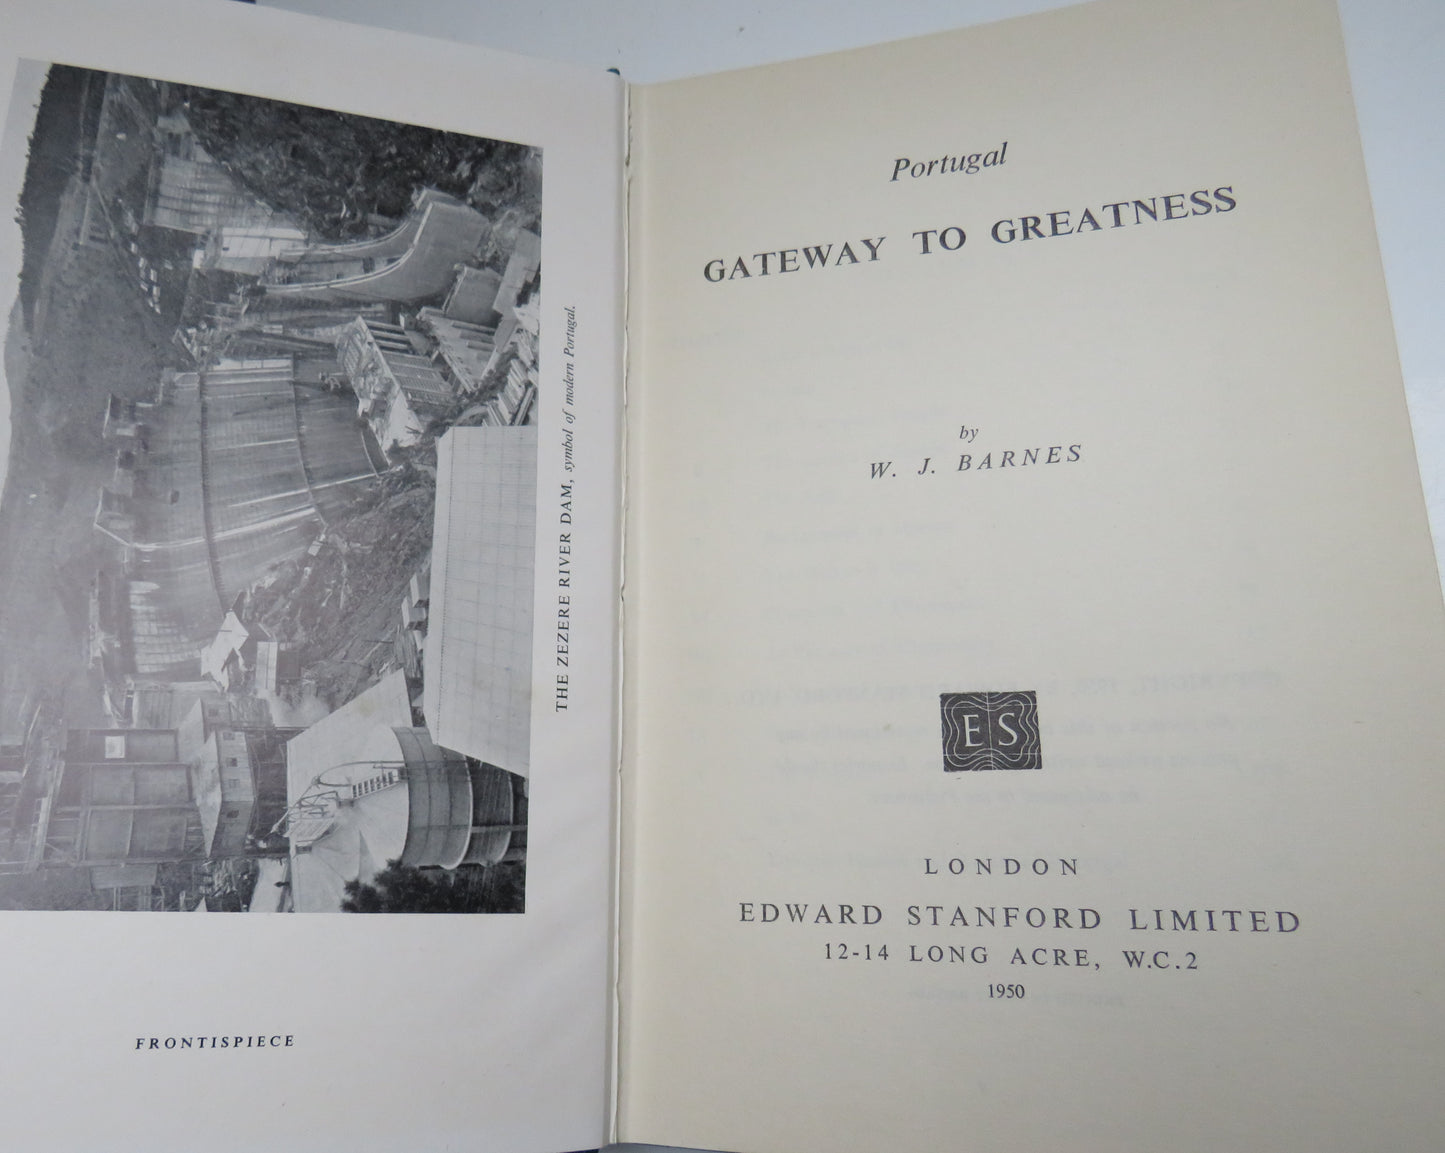 THE ZEZERE RIVER DAM, symbol of modern Portugal.
FRONTISPIECE
Portugal
GATEWAY TO GREATNESS
by
W. J. BARNES
E S
LONDON
EDWARD STANFORD LIMITED
12-14 LONG ACRE, W.C.2
1950